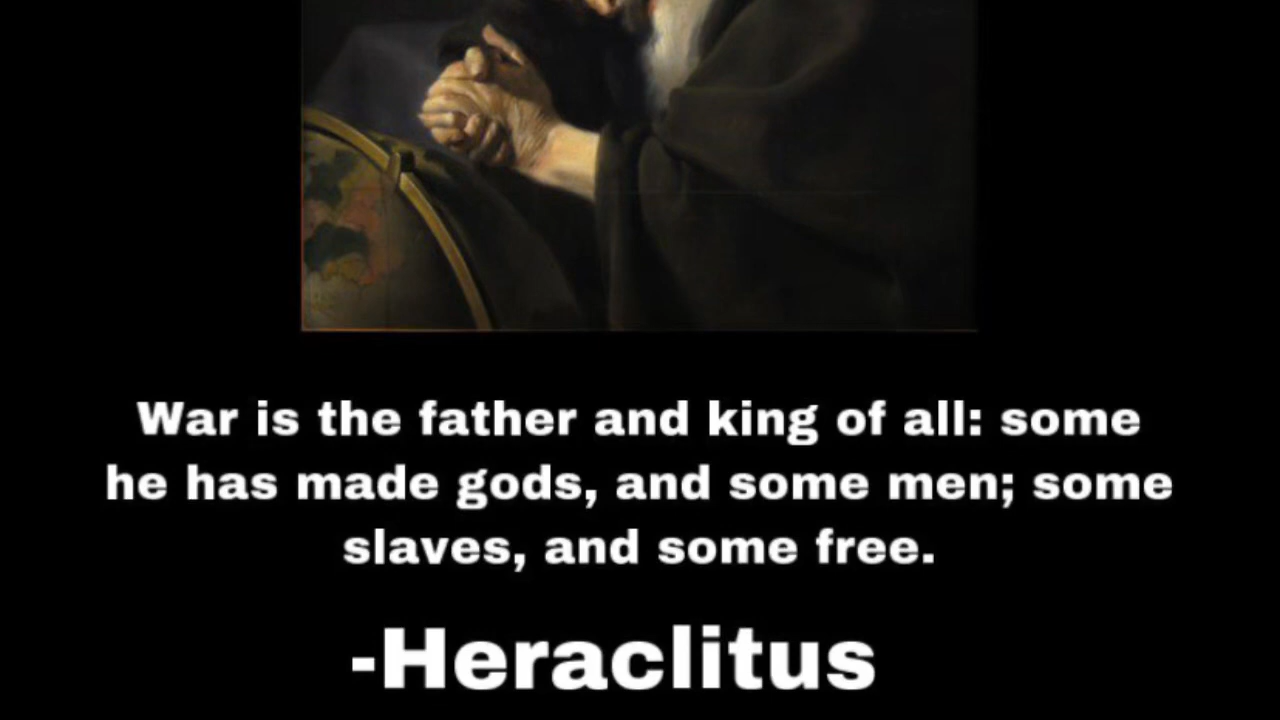 War is the father and king of all: some
he has made gods, and some men; some
slaves, and some free.
-Heraclitus